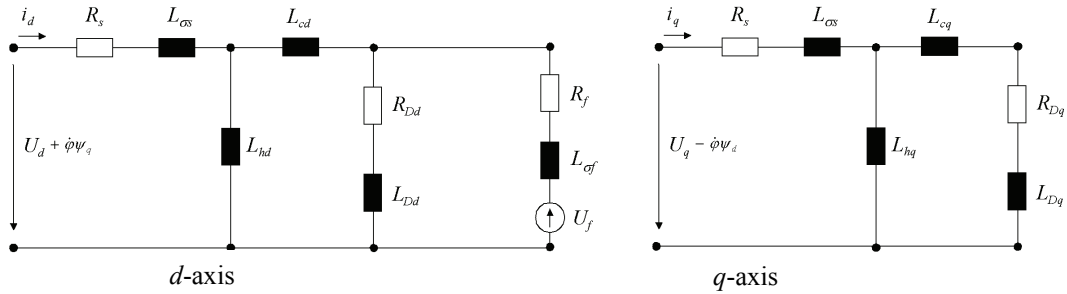 i_d R_s L_σs L_cd
R_Dd
R_f
U_d + φ̇ψ_q
L_hd
L_σf
L_Dd
U_f
d-axis
i_q R_s L_σs L_cq
R_Dq
U_q − φ̇ψ_d
L_hq
L_Dq
q-axis